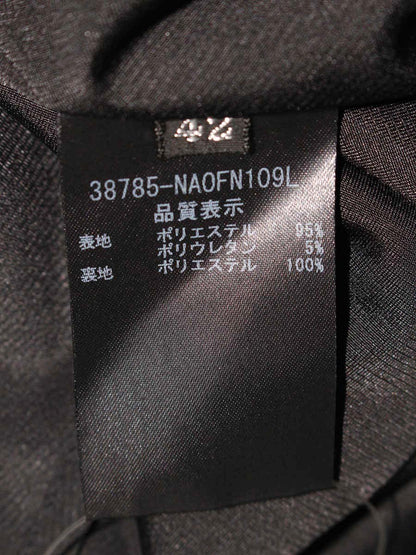 42
38785-NA0FN109L
品質表示
表地 ポリエステル 95%
ポリウレタン 5%
裏地 ポリエステル 100%